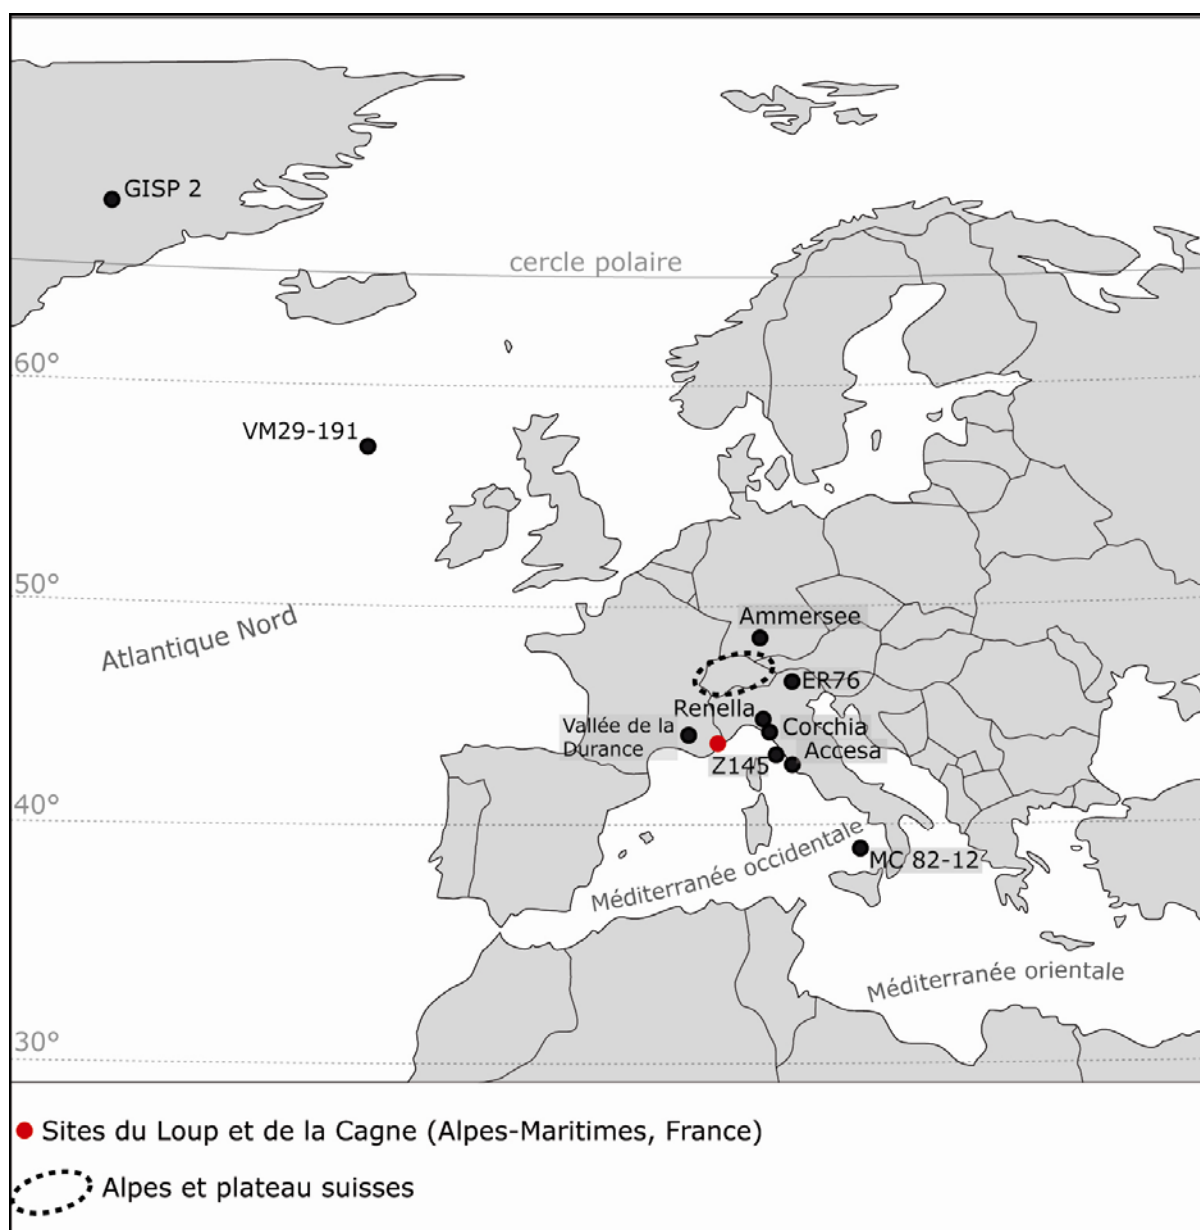 GISP 2
cercle polaire
60°
VM29-191
50°
Atlantique Nord
Ammersee
ER76
Renella
Vallée de la
Durance
Corchia
Accesa
Z145
40°
MC 82-12
Méditerranée occidentale
Méditerranée orientale
30°
Sites du Loup et de la Cagne (Alpes-Maritimes, France)
Alpes et plateau suisses